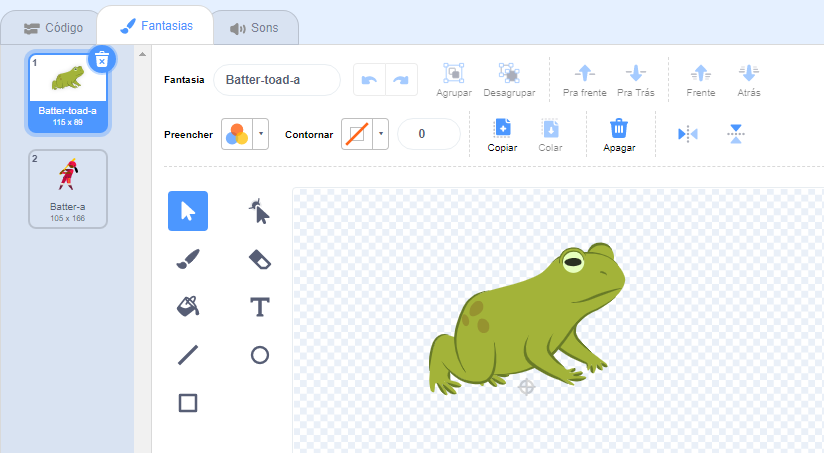 Código
Fantasias
Sons
1
Batter-toad-a
115 x 89
2
Batter-a
105 x 166
Fantasia
Batter-toad-a
Agrupar
Desagrupar
Pra frente
Pra Trás
Frente
Atrás
Preencher
Contornar
0
Copiar
Colar
Apagar
T